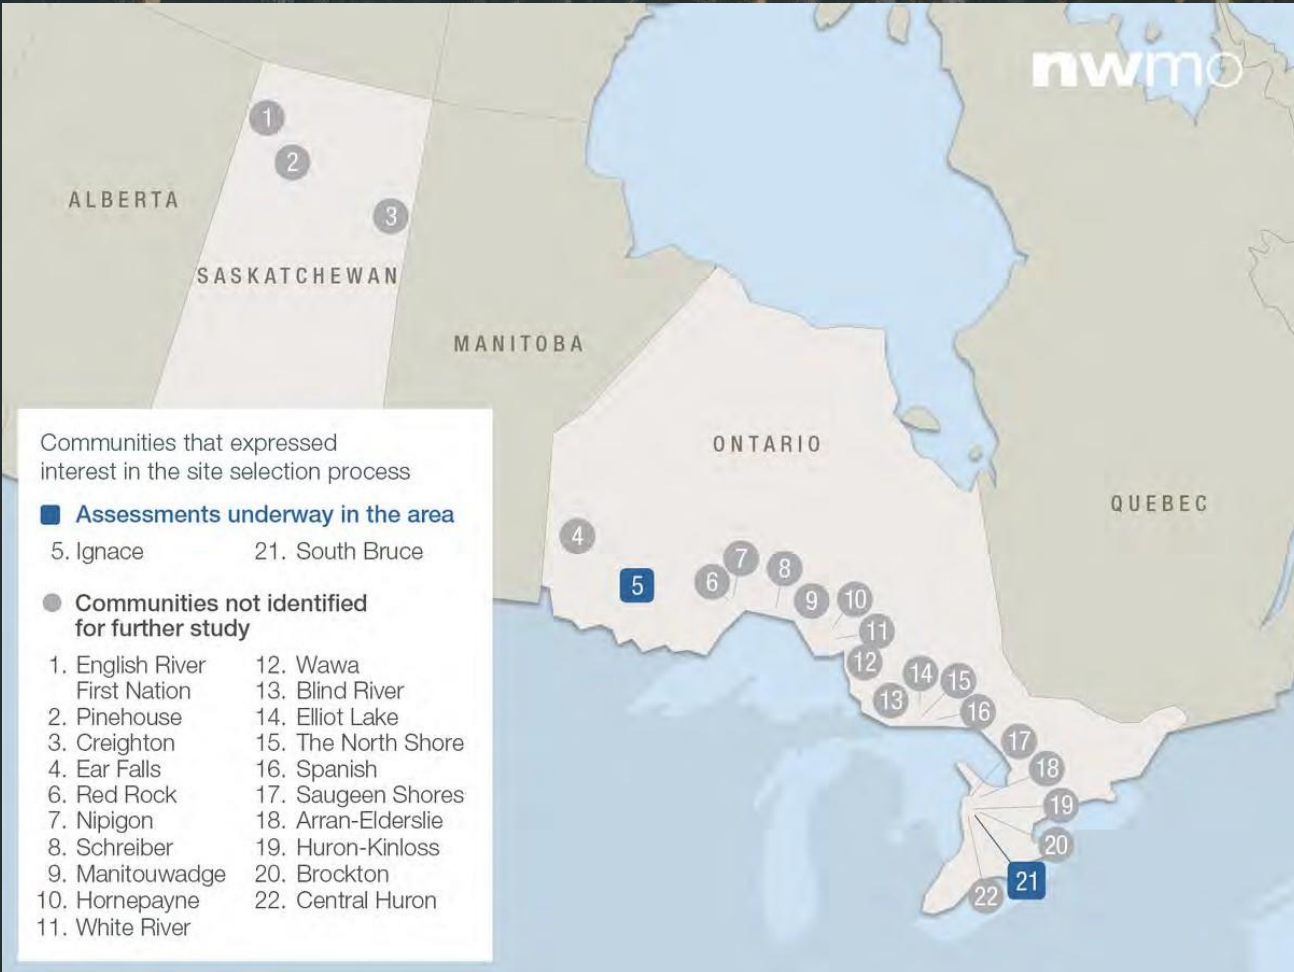 nwmo
1
2
3
ALBERTA
SASKATCHEWAN
MANITOBA
ONTARIO
QUEBEC
4
5
6
7
8
9
10
11
12
13
14
15
16
17
18
19
20
21
22
Communities that expressed
interest in the site selection process
Assessments underway in the area
5. Ignace
21. South Bruce
Communities not identified
for further study
1. English River
First Nation
2. Pinehouse
3. Creighton
4. Ear Falls
6. Red Rock
7. Nipigon
8. Schreiber
9. Manitouwadge
10. Hornepayne
11. White River
12. Wawa
13. Blind River
14. Elliot Lake
15. The North Shore
16. Spanish
17. Saugeen Shores
18. Arran-Elderslie
19. Huron-Kinloss
20. Brockton
22. Central Huron